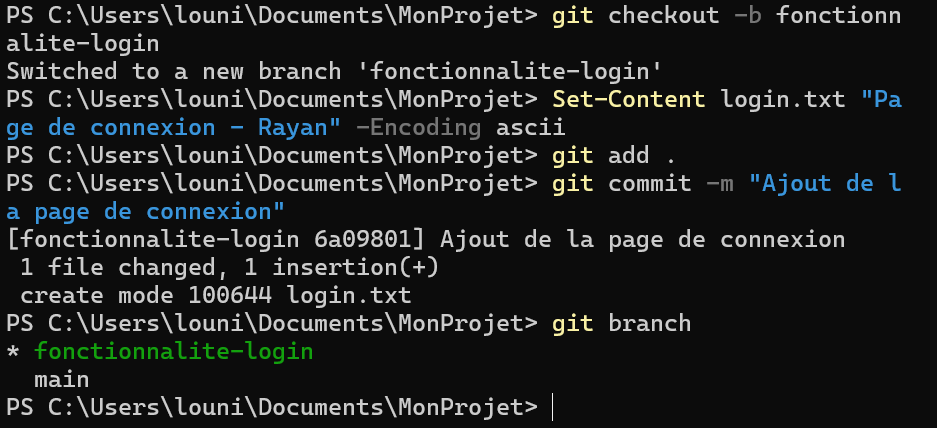 PS C:\Users\louni\Documents\MonProjet> git checkout -b fonctionn
alite-login
Switched to a new branch 'fonctionnalite-login'
PS C:\Users\louni\Documents\MonProjet> Set-Content login.txt "Pa
ge de connexion - Rayan" -Encoding ascii
PS C:\Users\louni\Documents\MonProjet> git add .
PS C:\Users\louni\Documents\MonProjet> git commit -m "Ajout de l
a page de connexion"
[fonctionnalite-login 6a09801] Ajout de la page de connexion
 1 file changed, 1 insertion(+)
 create mode 100644 login.txt
PS C:\Users\louni\Documents\MonProjet> git branch
* fonctionnalite-login
  main
PS C:\Users\louni\Documents\MonProjet>